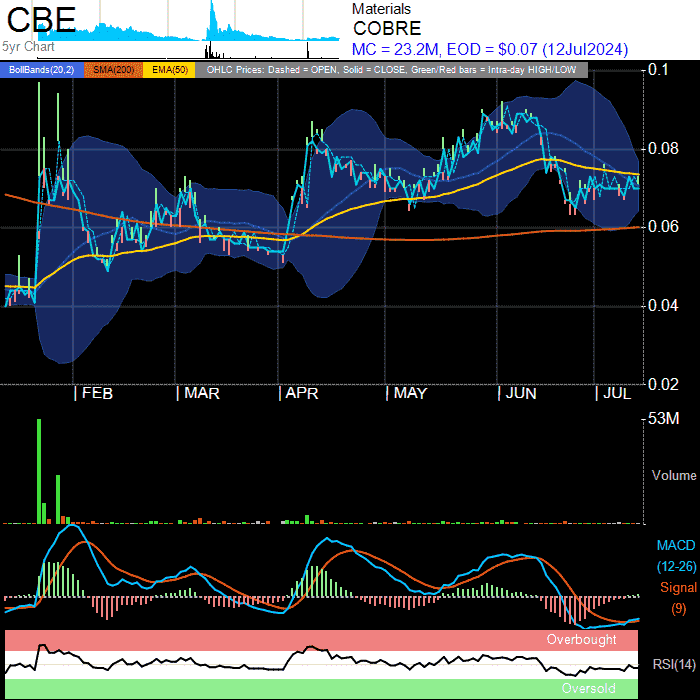 CBE
5yr Chart
Materials
COBRE
MC = 23.2M, EOD = $0.07 (12Jul2024)
BollBands(20,2) SMA(200) EMA(50) OHLC Prices: Dashed = OPEN, Solid = CLOSE, Green/Red bars = Intra-day HIGH/LOW
0.1
0.08
0.06
0.04
0.02
| FEB | MAR | APR | MAY | JUN | JUL
53M
Volume
MACD
(12-26)
Signal
(9)
Overbought
RSI(14)
Oversold